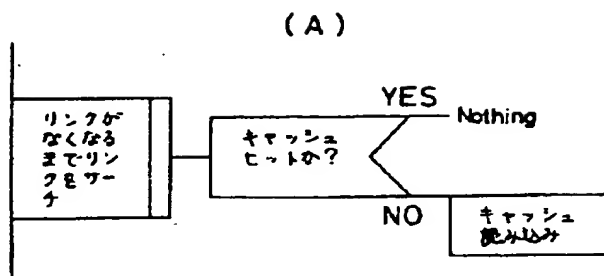 (A)
リンクが
なくなる
までリン
クをサー
チ
キャッシュ
ヒットか?
YES
Nothing
NO
キャッシュ
読み込み